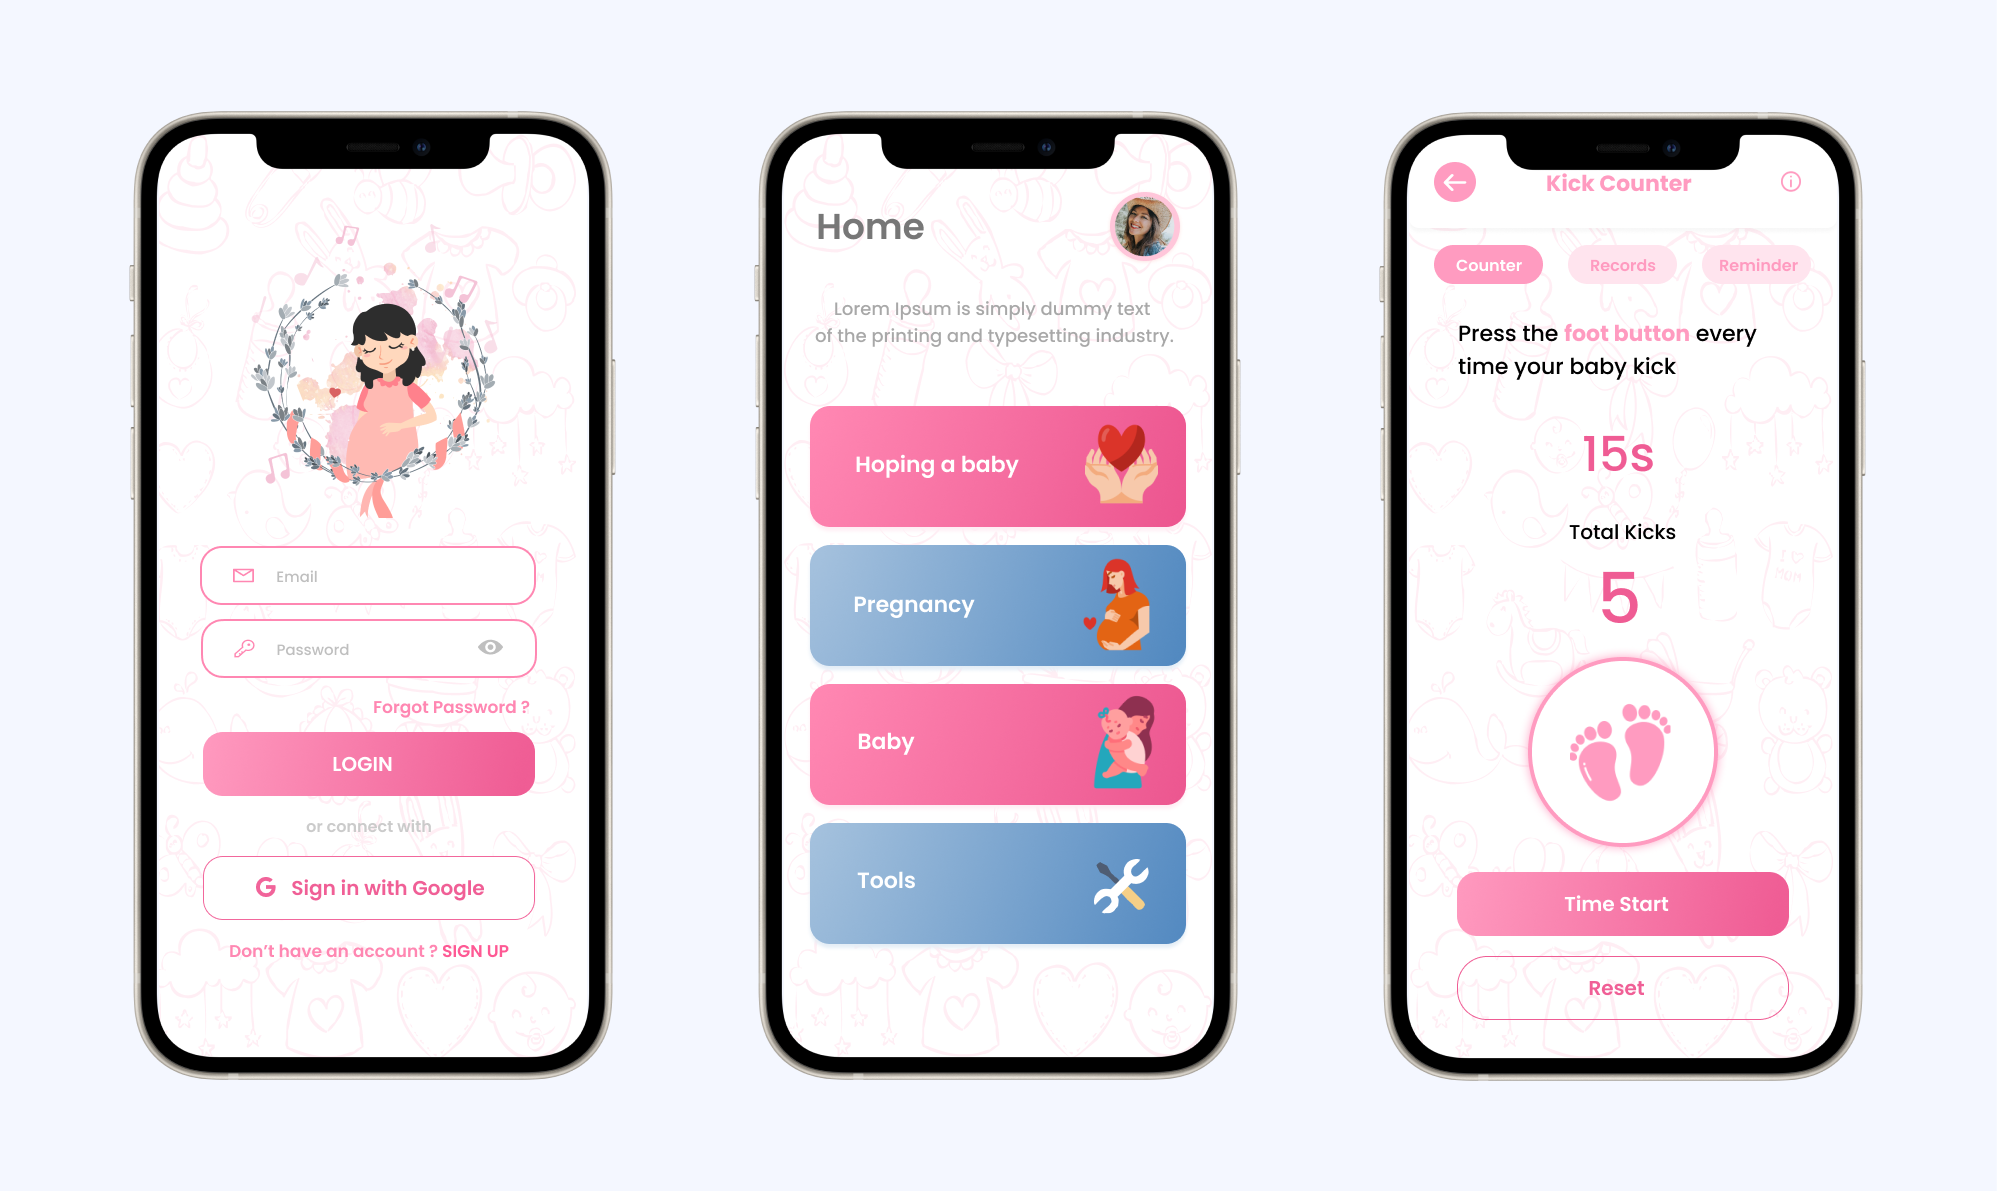 Email
Password
Forgot Password ?
LOGIN
or connect with
Sign in with Google
Don't have an account ? SIGN UP
Home
Lorem Ipsum is simply dummy text
of the printing and typesetting industry.
Hoping a baby
Pregnancy
Baby
Tools
Kick Counter
Counter
Records
Reminder
Press the foot button every
time your baby kick
15s
Total Kicks
5
I
MUM
Time Start
Reset